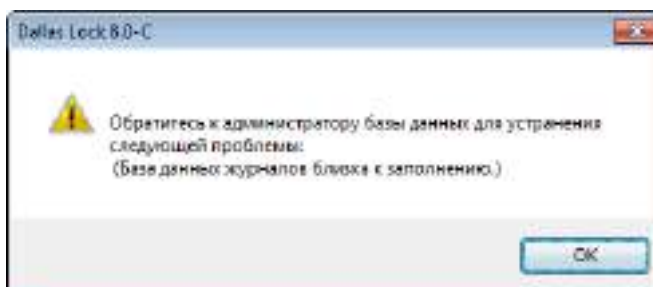 Dallas Lock 8.0-C
Обратитесь к администратору базы данных для устранения
следующей проблемы:
(База данных журналов близка к заполнению.)
OK